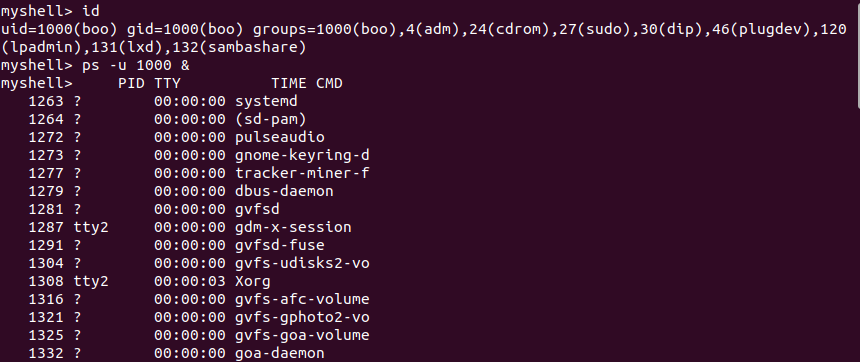 myshell> id
uid=1000(boo) gid=1000(boo) groups=1000(boo),4(adm),24(cdrom),27(sudo),30(dip),46(plugdev),120
(lpadmin),131(lxd),132(sambashare)
myshell> ps -u 1000 &
myshell>     PID TTY          TIME CMD
   1263 ?        00:00:00 systemd
   1264 ?        00:00:00 (sd-pam)
   1272 ?        00:00:00 pulseaudio
   1273 ?        00:00:00 gnome-keyring-d
   1277 ?        00:00:00 tracker-miner-f
   1279 ?        00:00:00 dbus-daemon
   1281 ?        00:00:00 gvfsd
   1287 tty2     00:00:00 gdm-x-session
   1291 ?        00:00:00 gvfsd-fuse
   1304 ?        00:00:00 gvfs-udisks2-vo
   1308 tty2     00:00:03 Xorg
   1316 ?        00:00:00 gvfs-afc-volume
   1321 ?        00:00:00 gvfs-gphoto2-vo
   1325 ?        00:00:00 gvfs-goa-volume
   1332 ?        00:00:00 goa-daemon